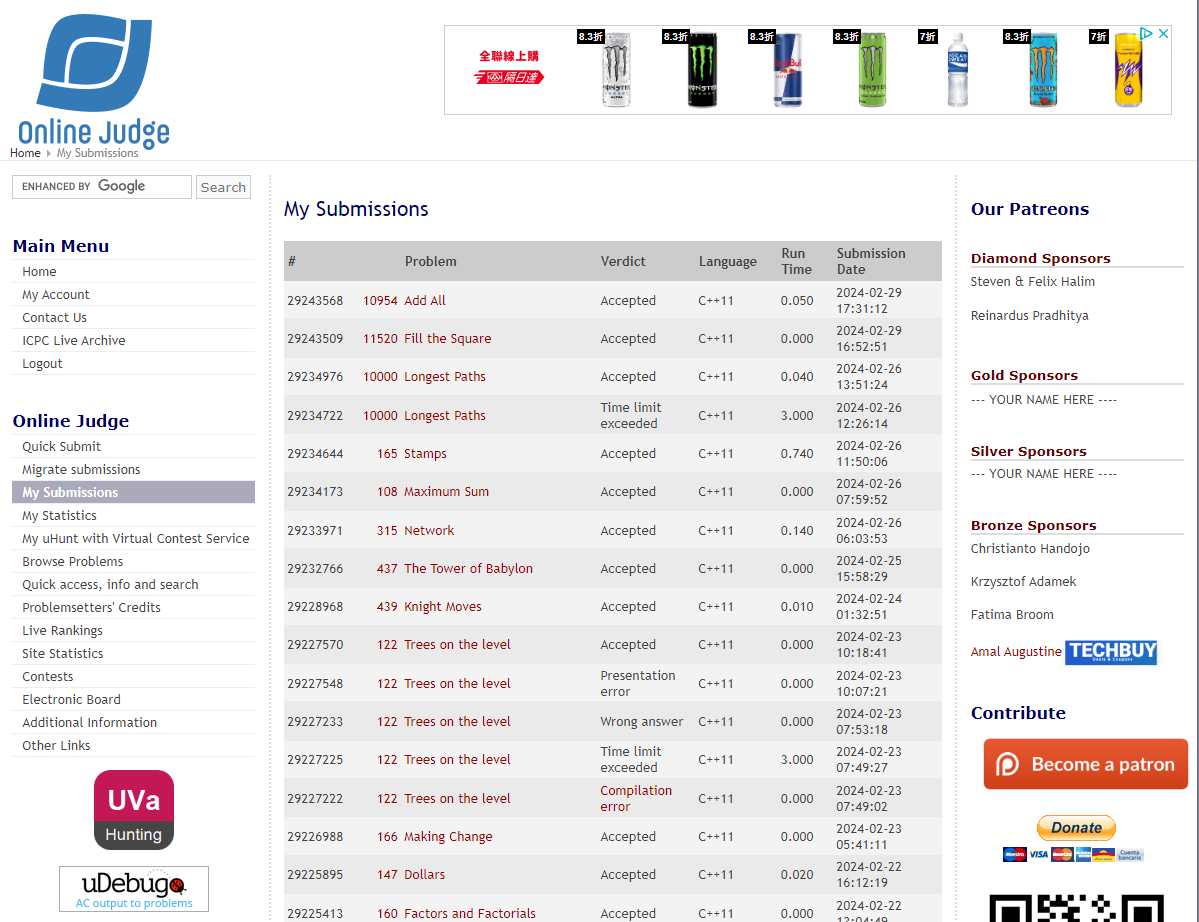 Online Judge
全聯線上購
隔日達
8.3折
8.3折
8.3折
8.3折
7折
8.3折
7折
Home My Submissions
ENHANCED BY Google
Search
Main Menu
Home
My Account
Contact Us
ICPC Live Archive
Logout
Online Judge
Quick Submit
Migrate submissions
My Submissions
My Statistics
My uHunt with Virtual Contest Service
Browse Problems
Quick access, info and search
Problemsetters' Credits
Live Rankings
Site Statistics
Contests
Electronic Board
Additional Information
Other Links
UVa
Hunting
uDebug
AC output to problems
My Submissions
# Problem Verdict Language Run Time Submission Date
29243568 10954 Add All Accepted C++11 0.050 2024-02-29 17:31:12
29243509 11520 Fill the Square Accepted C++11 0.000 2024-02-29 16:52:51
29234976 10000 Longest Paths Accepted C++11 0.040 2024-02-26 13:51:24
29234722 10000 Longest Paths Time limit exceeded C++11 3.000 2024-02-26 12:26:14
29234644 165 Stamps Accepted C++11 0.740 2024-02-26 11:50:06
29234173 108 Maximum Sum Accepted C++11 0.000 2024-02-26 07:59:52
29233971 315 Network Accepted C++11 0.140 2024-02-26 06:03:53
29232766 437 The Tower of Babylon Accepted C++11 0.000 2024-02-25 15:58:29
29228968 439 Knight Moves Accepted C++11 0.010 2024-02-24 01:32:51
29227570 122 Trees on the level Accepted C++11 0.000 2024-02-23 10:18:41
29227548 122 Trees on the level Presentation error C++11 0.000 2024-02-23 10:07:21
29227233 122 Trees on the level Wrong answer C++11 0.000 2024-02-23 07:53:18
29227225 122 Trees on the level Time limit exceeded C++11 3.000 2024-02-23 07:49:27
29227222 122 Trees on the level Compilation error C++11 0.000 2024-02-23 07:49:02
29226988 166 Making Change Accepted C++11 0.000 2024-02-23 05:41:11
29225895 147 Dollars Accepted C++11 0.020 2024-02-22 16:12:19
29225413 160 Factors and Factorials Accepted C++11 0.000 2024-02-22
Our Patreons
Diamond Sponsors
Steven & Felix Halim
Reinardus Pradhitya
Gold Sponsors
--- YOUR NAME HERE ----
Silver Sponsors
--- YOUR NAME HERE ----
Bronze Sponsors
Christianto Handojo
Krzysztof Adamek
Fatima Broom
Amal Augustine TECHBUY
Deals & Coupons
Contribute
Become a patron
Donate
Maestro VISA
Cuenta bancaria